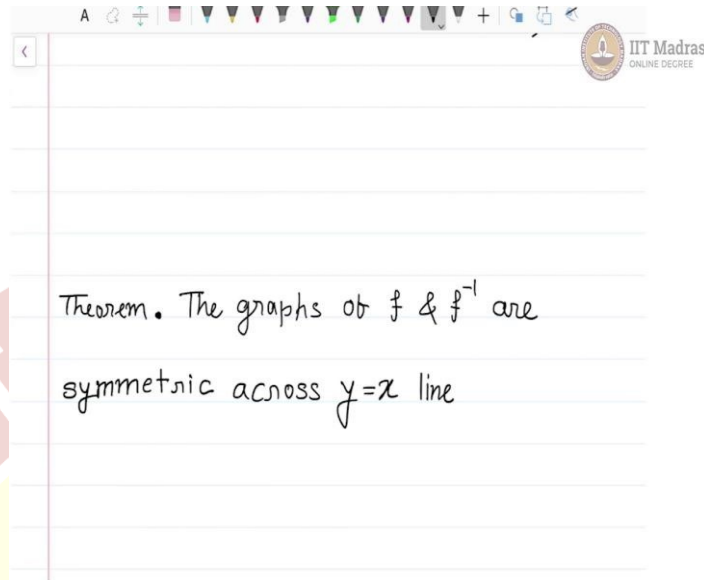 A
IIT Madras
ONLINE DEGREE
Theorem. The graphs of f & f⁻¹ are
symmetric across y=x line